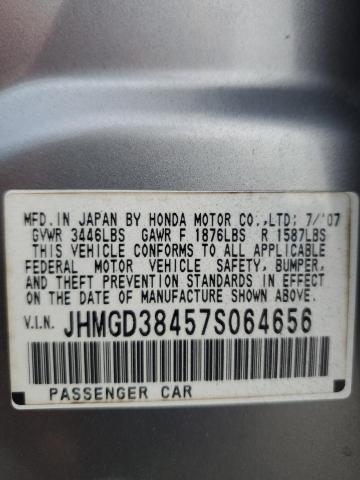 MFD.IN JAPAN BY HONDA MOTOR CO.,LTD; 7/'07
GVWR 3446LBS GAWR F 1876LBS R 1587LBS
THIS VEHICLE CONFORMS TO ALL APPLICABLE
FEDERAL MOTOR VEHICLE SAFETY, BUMPER,
AND THEFT PREVENTION STANDARDS IN EFFECT
ON THE DATE OF MANUFACTURE SHOWN ABOVE.
V.I.N. JHMGD38457S064656
PASSENGER CAR